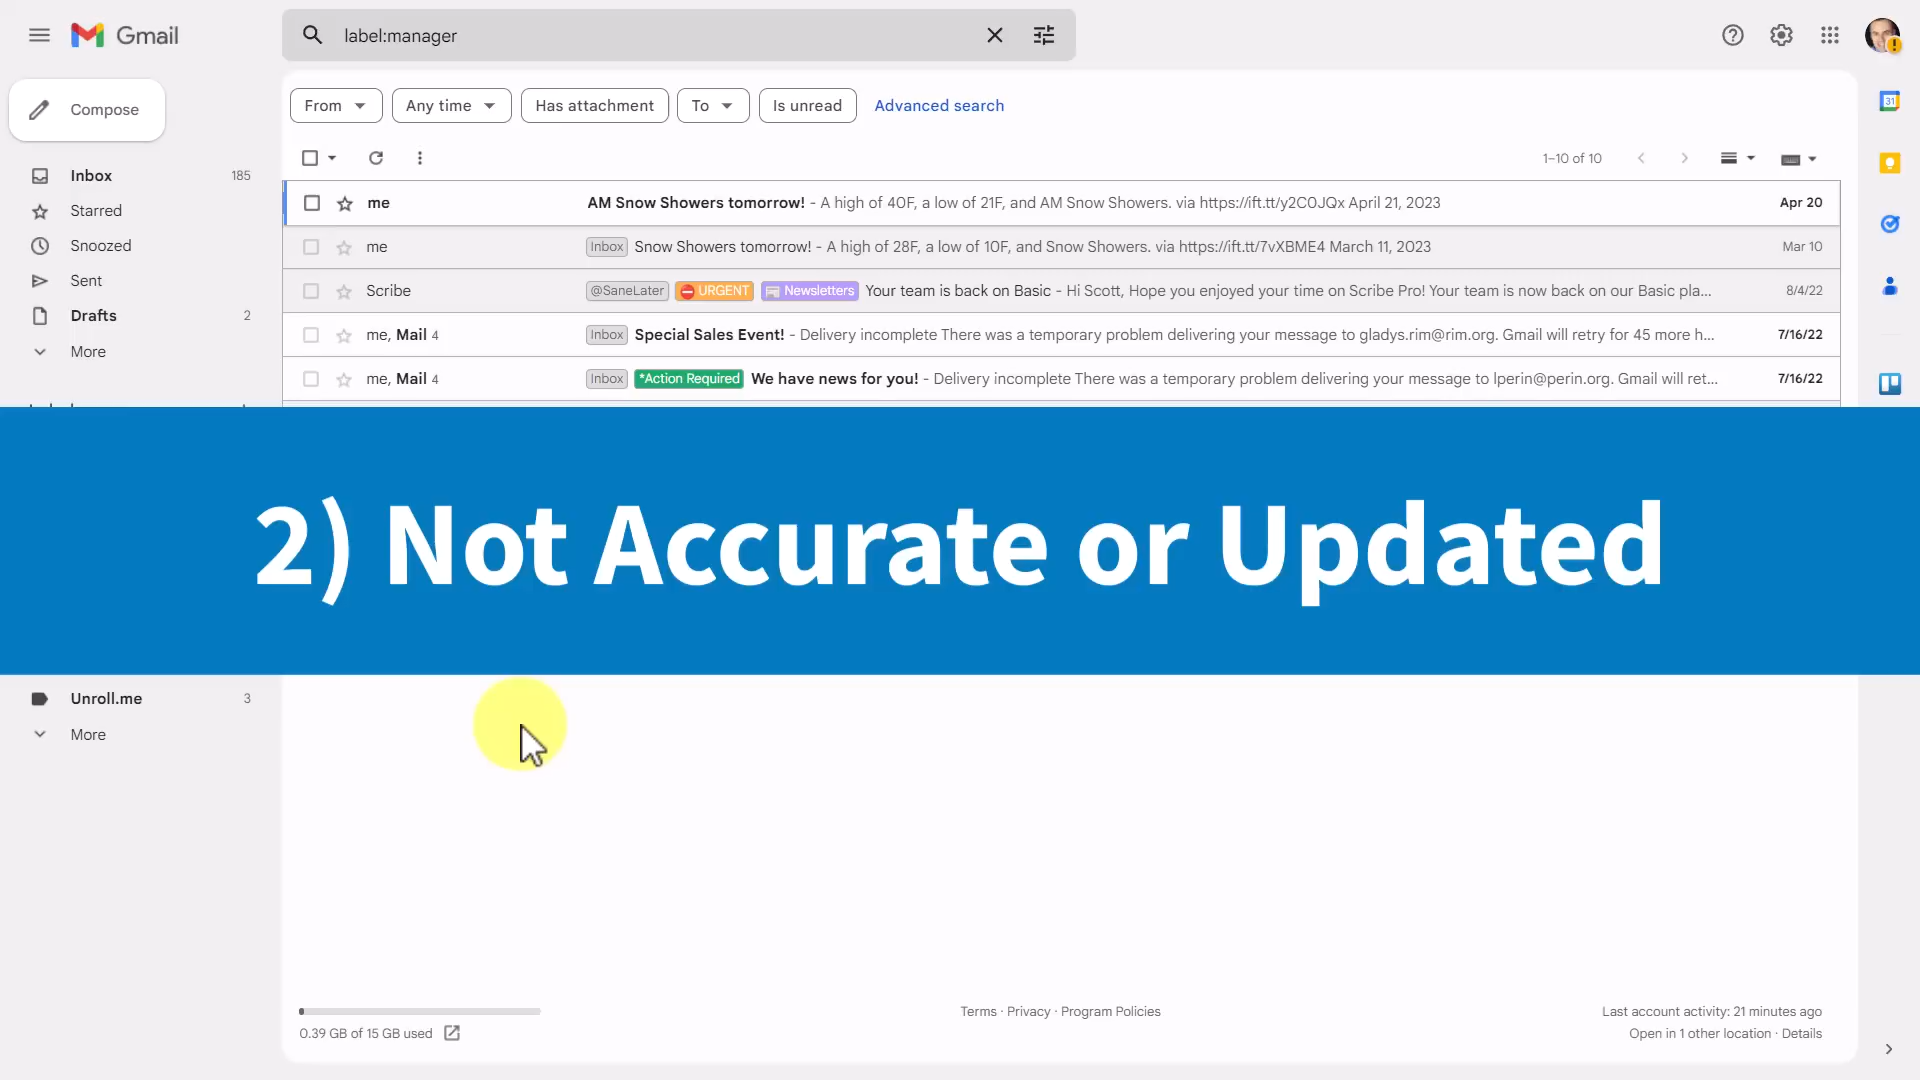 Gmail
label:manager
Compose
From
Any time
Has attachment
To
Is unread
Advanced search
1–10 of 10
Inbox 185
Starred
Snoozed
Sent
Drafts 2
More
me AM Snow Showers tomorrow! - A high of 40F, a low of 21F, and AM Snow Showers. via https://ift.tt/y2C0JQx April 21, 2023 Apr 20
me Inbox Snow Showers tomorrow! - A high of 28F, a low of 10F, and Snow Showers. via https://ift.tt/7vXBME4 March 11, 2023 Mar 10
Scribe @SaneLater URGENT Newsletters Your team is back on Basic - Hi Scott, Hope you enjoyed your time on Scribe Pro! Your team is now back on our Basic pla... 8/4/22
me, Mail 4 Inbox Special Sales Event! - Delivery incomplete There was a temporary problem delivering your message to gladys.rim@rim.org. Gmail will retry for 45 more h... 7/16/22
me, Mail 4 Inbox *Action Required We have news for you! - Delivery incomplete There was a temporary problem delivering your message to lperin@perin.org. Gmail will ret... 7/16/22
31
2) Not Accurate or Updated
Unroll.me 3
More
0.39 GB of 15 GB used
Terms · Privacy · Program Policies
Last account activity: 21 minutes ago
Open in 1 other location · Details